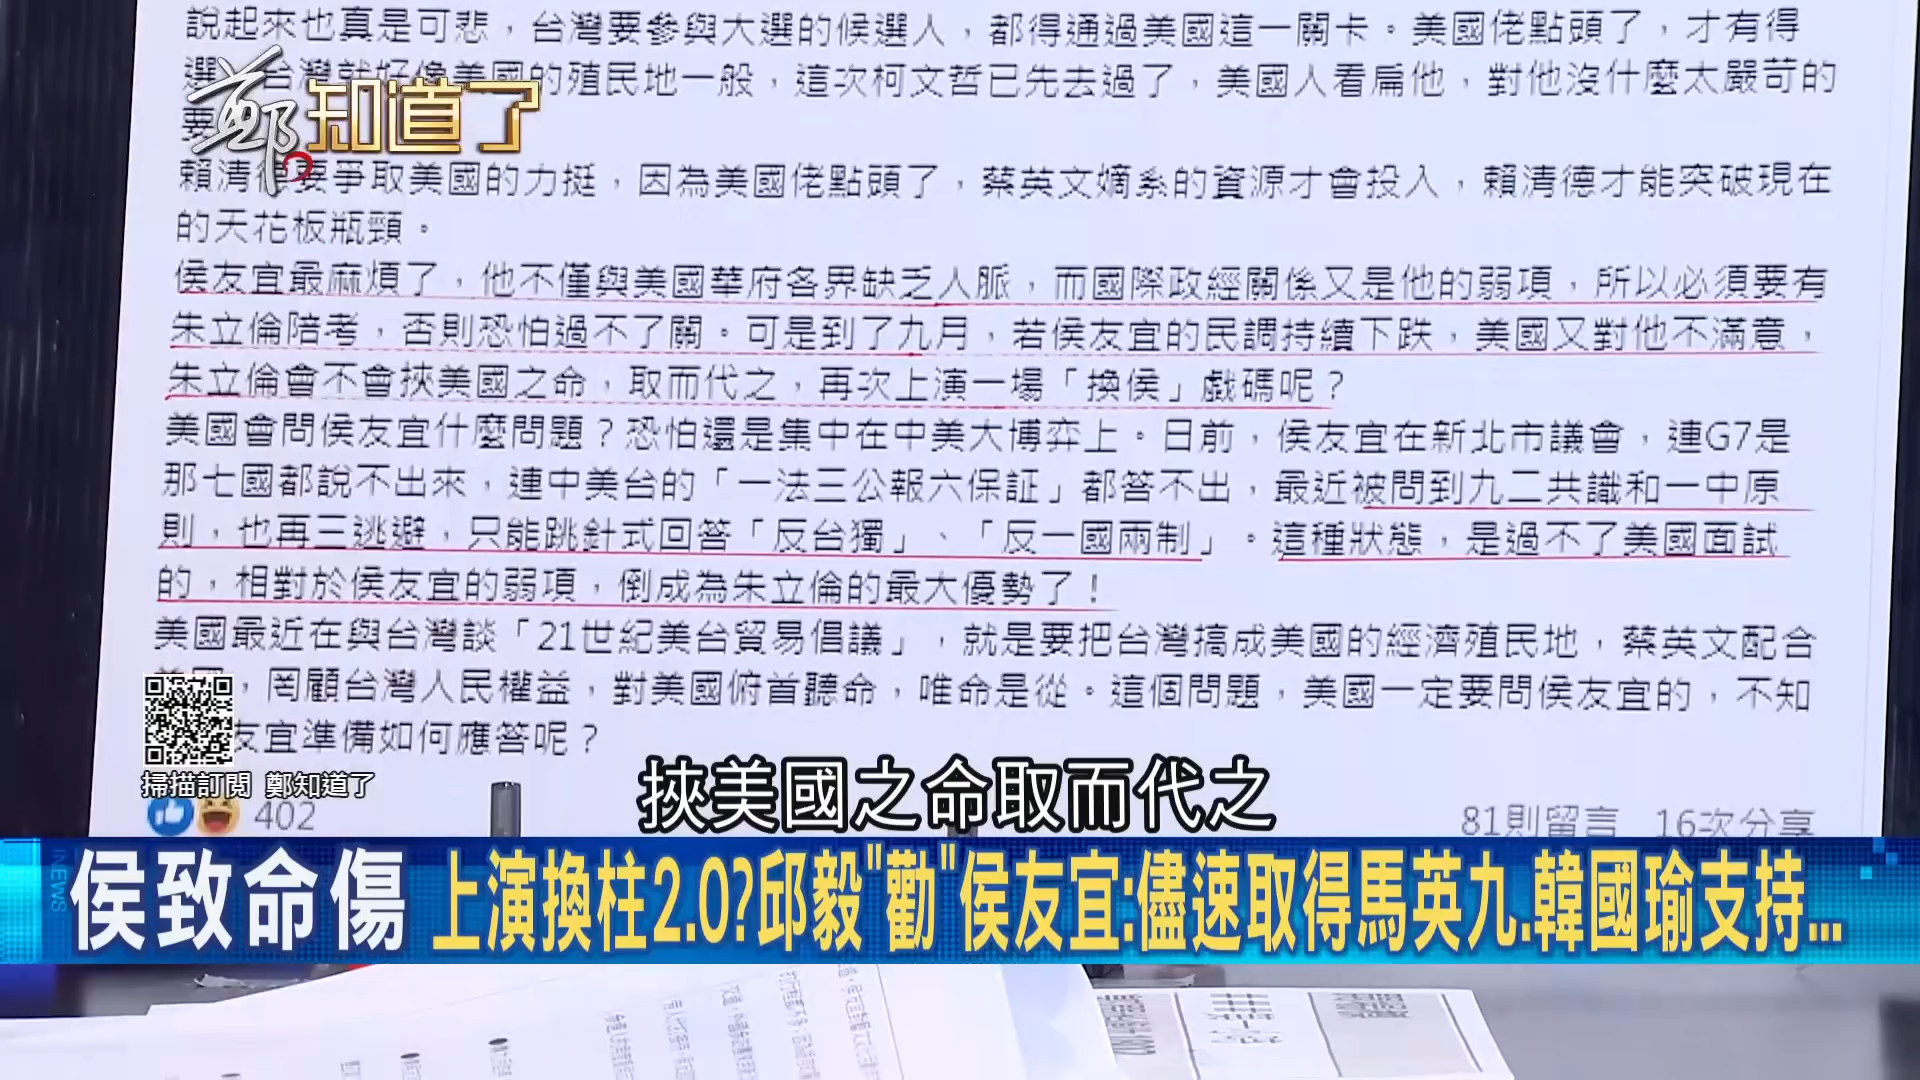 說起來也真是可悲，台灣要參與大選的候選人，都得通過美國這一關卡。美國佬點頭了，才有得
選，台灣就好像美國的殖民地一般，這次柯文哲已先去過了，美國人看扁他，對他沒什麼太嚴苛的
要
鄭知道了
賴清德要爭取美國的力挺，因為美國佬點頭了，蔡英文嫡系的資源才會投入，賴清德才能突破現在
的天花板瓶頸。
侯友宜最麻煩了，他不僅與美國華府各界缺乏人脈，而國際政經關係又是他的弱項，所以必須要有
朱立倫陪考，否則恐怕過不了關。可是到了九月，若侯友宜的民調持續下跌，美國又對他不滿意，
朱立倫會不會挾美國之命，取而代之，再次上演一場「換侯」戲碼呢？
美國會問侯友宜什麼問題？恐怕還是集中在中美大博弈上。日前，侯友宜在新北市議會，連G7是
那七國都說不出來，連中美台的「一法三公報六保証」都答不出，最近被問到九二共識和一中原
則，也再三逃避，只能跳針式回答「反台獨」、「反一國兩制」。這種狀態，是過不了美國面試
的，相對於侯友宜的弱項，倒成為朱立倫的最大優勢了！
美國最近在與台灣談「21世紀美台貿易倡議」，就是要把台灣搞成美國的經濟殖民地，蔡英文配合
美國，罔顧台灣人民權益，對美國俯首聽命，唯命是從。這個問題，美國一定要問侯友宜的，不知
友宜準備如何應答呢？
掃描訂閱 鄭知道了
402
81則留言 16次分享
挾美國之命取而代之
INEWS
侯致命傷
上演換柱2.0?邱毅"勸"侯友宜:儘速取得馬英九.韓國瑜支持...